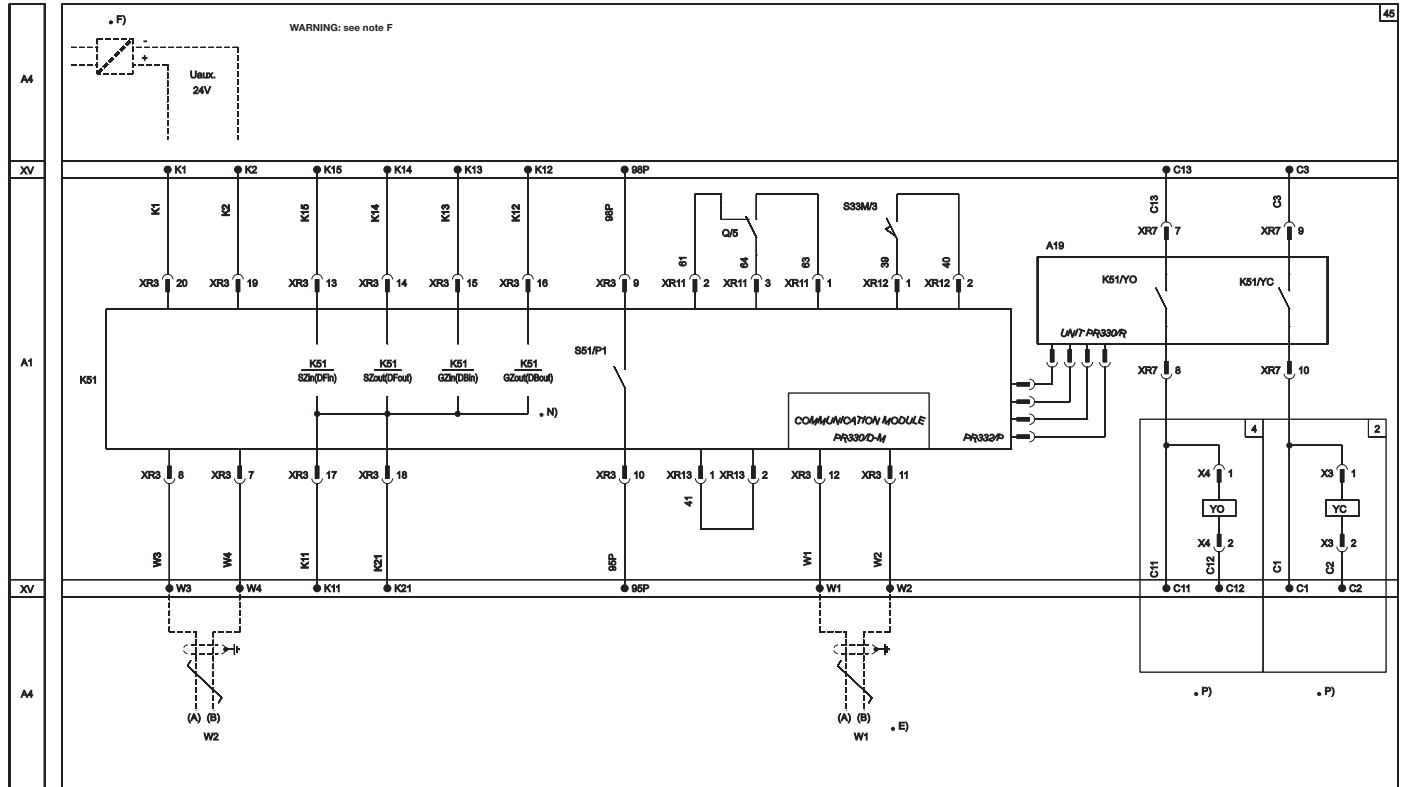 . F)
WARNING: see note F
45
-
+
A4
Uaux.
24V
XV
K1
K2
K15
K14
K13
K12
98P
C13
C3
K1
K2
K15
K14
K13
K12
98P
61
Q/5
64
63
S33M/3
39
40
C13
C3
XR7 7
XR7 9
A19
XR3 20
XR3 19
XR3 13
XR3 14
XR3 15
XR3 16
XR3 9
XR11 2
XR11 3
XR11 1
XR12 1
XR12 2
K51/YO
K51/YC
UNIT PR330/R
A1
K51
K51
SZin(DFin)
K51
SZout(DFout)
K51
GZin(DBin)
K51
GZout(DBout)
S51/P1
. N)
COMMUNICATION MODULE
PR330/D-M
PR332/P
XR7 8
XR7 10
4
2
XR3 8
XR3 7
XR3 17
XR3 18
XR3 10
XR13 1
XR13 2
XR3 12
XR3 11
X4 1
X3 1
41
YO
YC
X4 2
X3 2
W3
W4
K11
K21
95P
W1
W2
C11
C12
C1
C2
XV
W3
W4
K11
K21
95P
W1
W2
C11
C12
C1
C2
A4
(A) (B)
W2
(A) (B)
W1
. E)
. P)
. P)